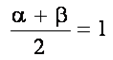 (α + β)/2 = 1